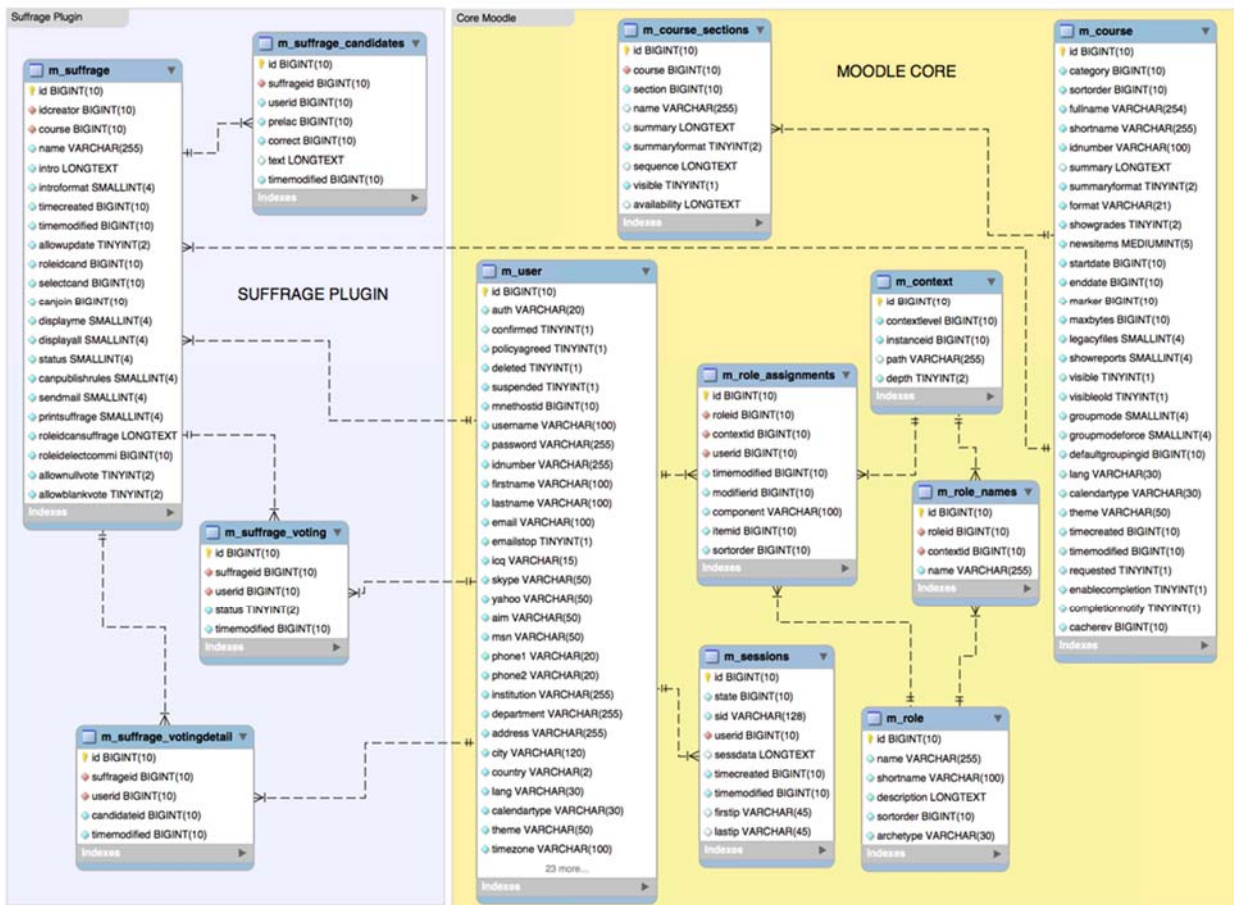 Suffrage Plugin
m_suffrage
id BIGINT(10)
idcreator BIGINT(10)
course BIGINT(10)
name VARCHAR(255)
intro LONGTEXT
introformat SMALLINT(4)
timecreated BIGINT(10)
timemodified BIGINT(10)
allowupdate TINYINT(2)
roleidcand BIGINT(10)
selectcand BIGINT(10)
canjoin BIGINT(10)
displayme SMALLINT(4)
displayall SMALLINT(4)
status SMALLINT(4)
canpublishrules SMALLINT(4)
sendmail SMALLINT(4)
printsuffrage SMALLINT(4)
roleidcansuffrage LONGTEXT
roleidelectcommi BIGINT(10)
allownullvote TINYINT(2)
allowblankvote TINYINT(2)
Indexes
m_suffrage_candidates
id BIGINT(10)
suffrageid BIGINT(10)
userid BIGINT(10)
prelac BIGINT(10)
correct BIGINT(10)
text LONGTEXT
timemodified BIGINT(10)
Indexes
SUFFRAGE PLUGIN
m_suffrage_voting
id BIGINT(10)
suffrageid BIGINT(10)
userid BIGINT(10)
status TINYINT(2)
timemodified BIGINT(10)
Indexes
m_suffrage_votingdetail
id BIGINT(10)
suffrageid BIGINT(10)
userid BIGINT(10)
candidateid BIGINT(10)
timemodified BIGINT(10)
Indexes
Core Moodle
m_course_sections
id BIGINT(10)
course BIGINT(10)
section BIGINT(10)
name VARCHAR(255)
summary LONGTEXT
summaryformat TINYINT(2)
sequence LONGTEXT
visible TINYINT(1)
availability LONGTEXT
Indexes
MOODLE CORE
m_course
id BIGINT(10)
category BIGINT(10)
sortorder BIGINT(10)
fullname VARCHAR(254)
shortname VARCHAR(255)
idnumber VARCHAR(100)
summary LONGTEXT
summaryformat TINYINT(2)
format VARCHAR(21)
showgrades TINYINT(2)
newsitems MEDIUMINT(5)
startdate BIGINT(10)
enddate BIGINT(10)
marker BIGINT(10)
maxbytes BIGINT(10)
legacyfiles SMALLINT(4)
showreports SMALLINT(4)
visible TINYINT(1)
visibleold TINYINT(1)
groupmode SMALLINT(4)
groupmodeforce SMALLINT(4)
defaultgroupingid BIGINT(10)
lang VARCHAR(30)
calendartype VARCHAR(30)
theme VARCHAR(50)
timecreated BIGINT(10)
timemodified BIGINT(10)
requested TINYINT(1)
enablecompletion TINYINT(1)
completionnotify TINYINT(1)
cacherev BIGINT(10)
Indexes
m_user
id BIGINT(10)
auth VARCHAR(20)
confirmed TINYINT(1)
policyagreed TINYINT(1)
deleted TINYINT(1)
suspended TINYINT(1)
mnethostid BIGINT(10)
username VARCHAR(100)
password VARCHAR(255)
idnumber VARCHAR(255)
firstname VARCHAR(100)
lastname VARCHAR(100)
email VARCHAR(100)
emailstop TINYINT(1)
icq VARCHAR(15)
skype VARCHAR(50)
yahoo VARCHAR(50)
aim VARCHAR(50)
msn VARCHAR(50)
phone1 VARCHAR(20)
phone2 VARCHAR(20)
institution VARCHAR(255)
department VARCHAR(255)
address VARCHAR(255)
city VARCHAR(120)
country VARCHAR(2)
lang VARCHAR(30)
calendartype VARCHAR(30)
theme VARCHAR(50)
timezone VARCHAR(100)
23 more...
Indexes
m_context
id BIGINT(10)
contextlevel BIGINT(10)
instanceid BIGINT(10)
path VARCHAR(255)
depth TINYINT(2)
Indexes
m_role_assignments
id BIGINT(10)
roleid BIGINT(10)
contextid BIGINT(10)
userid BIGINT(10)
timemodified BIGINT(10)
modifierid BIGINT(10)
component VARCHAR(100)
itemid BIGINT(10)
sortorder BIGINT(10)
Indexes
m_role_names
id BIGINT(10)
roleid BIGINT(10)
contextid BIGINT(10)
name VARCHAR(255)
Indexes
m_sessions
id BIGINT(10)
state BIGINT(10)
sid VARCHAR(128)
userid BIGINT(10)
sessdata LONGTEXT
timecreated BIGINT(10)
timemodified BIGINT(10)
firstip VARCHAR(45)
lastip VARCHAR(45)
Indexes
m_role
id BIGINT(10)
name VARCHAR(255)
shortname VARCHAR(100)
description LONGTEXT
sortorder BIGINT(10)
archetype VARCHAR(30)
Indexes